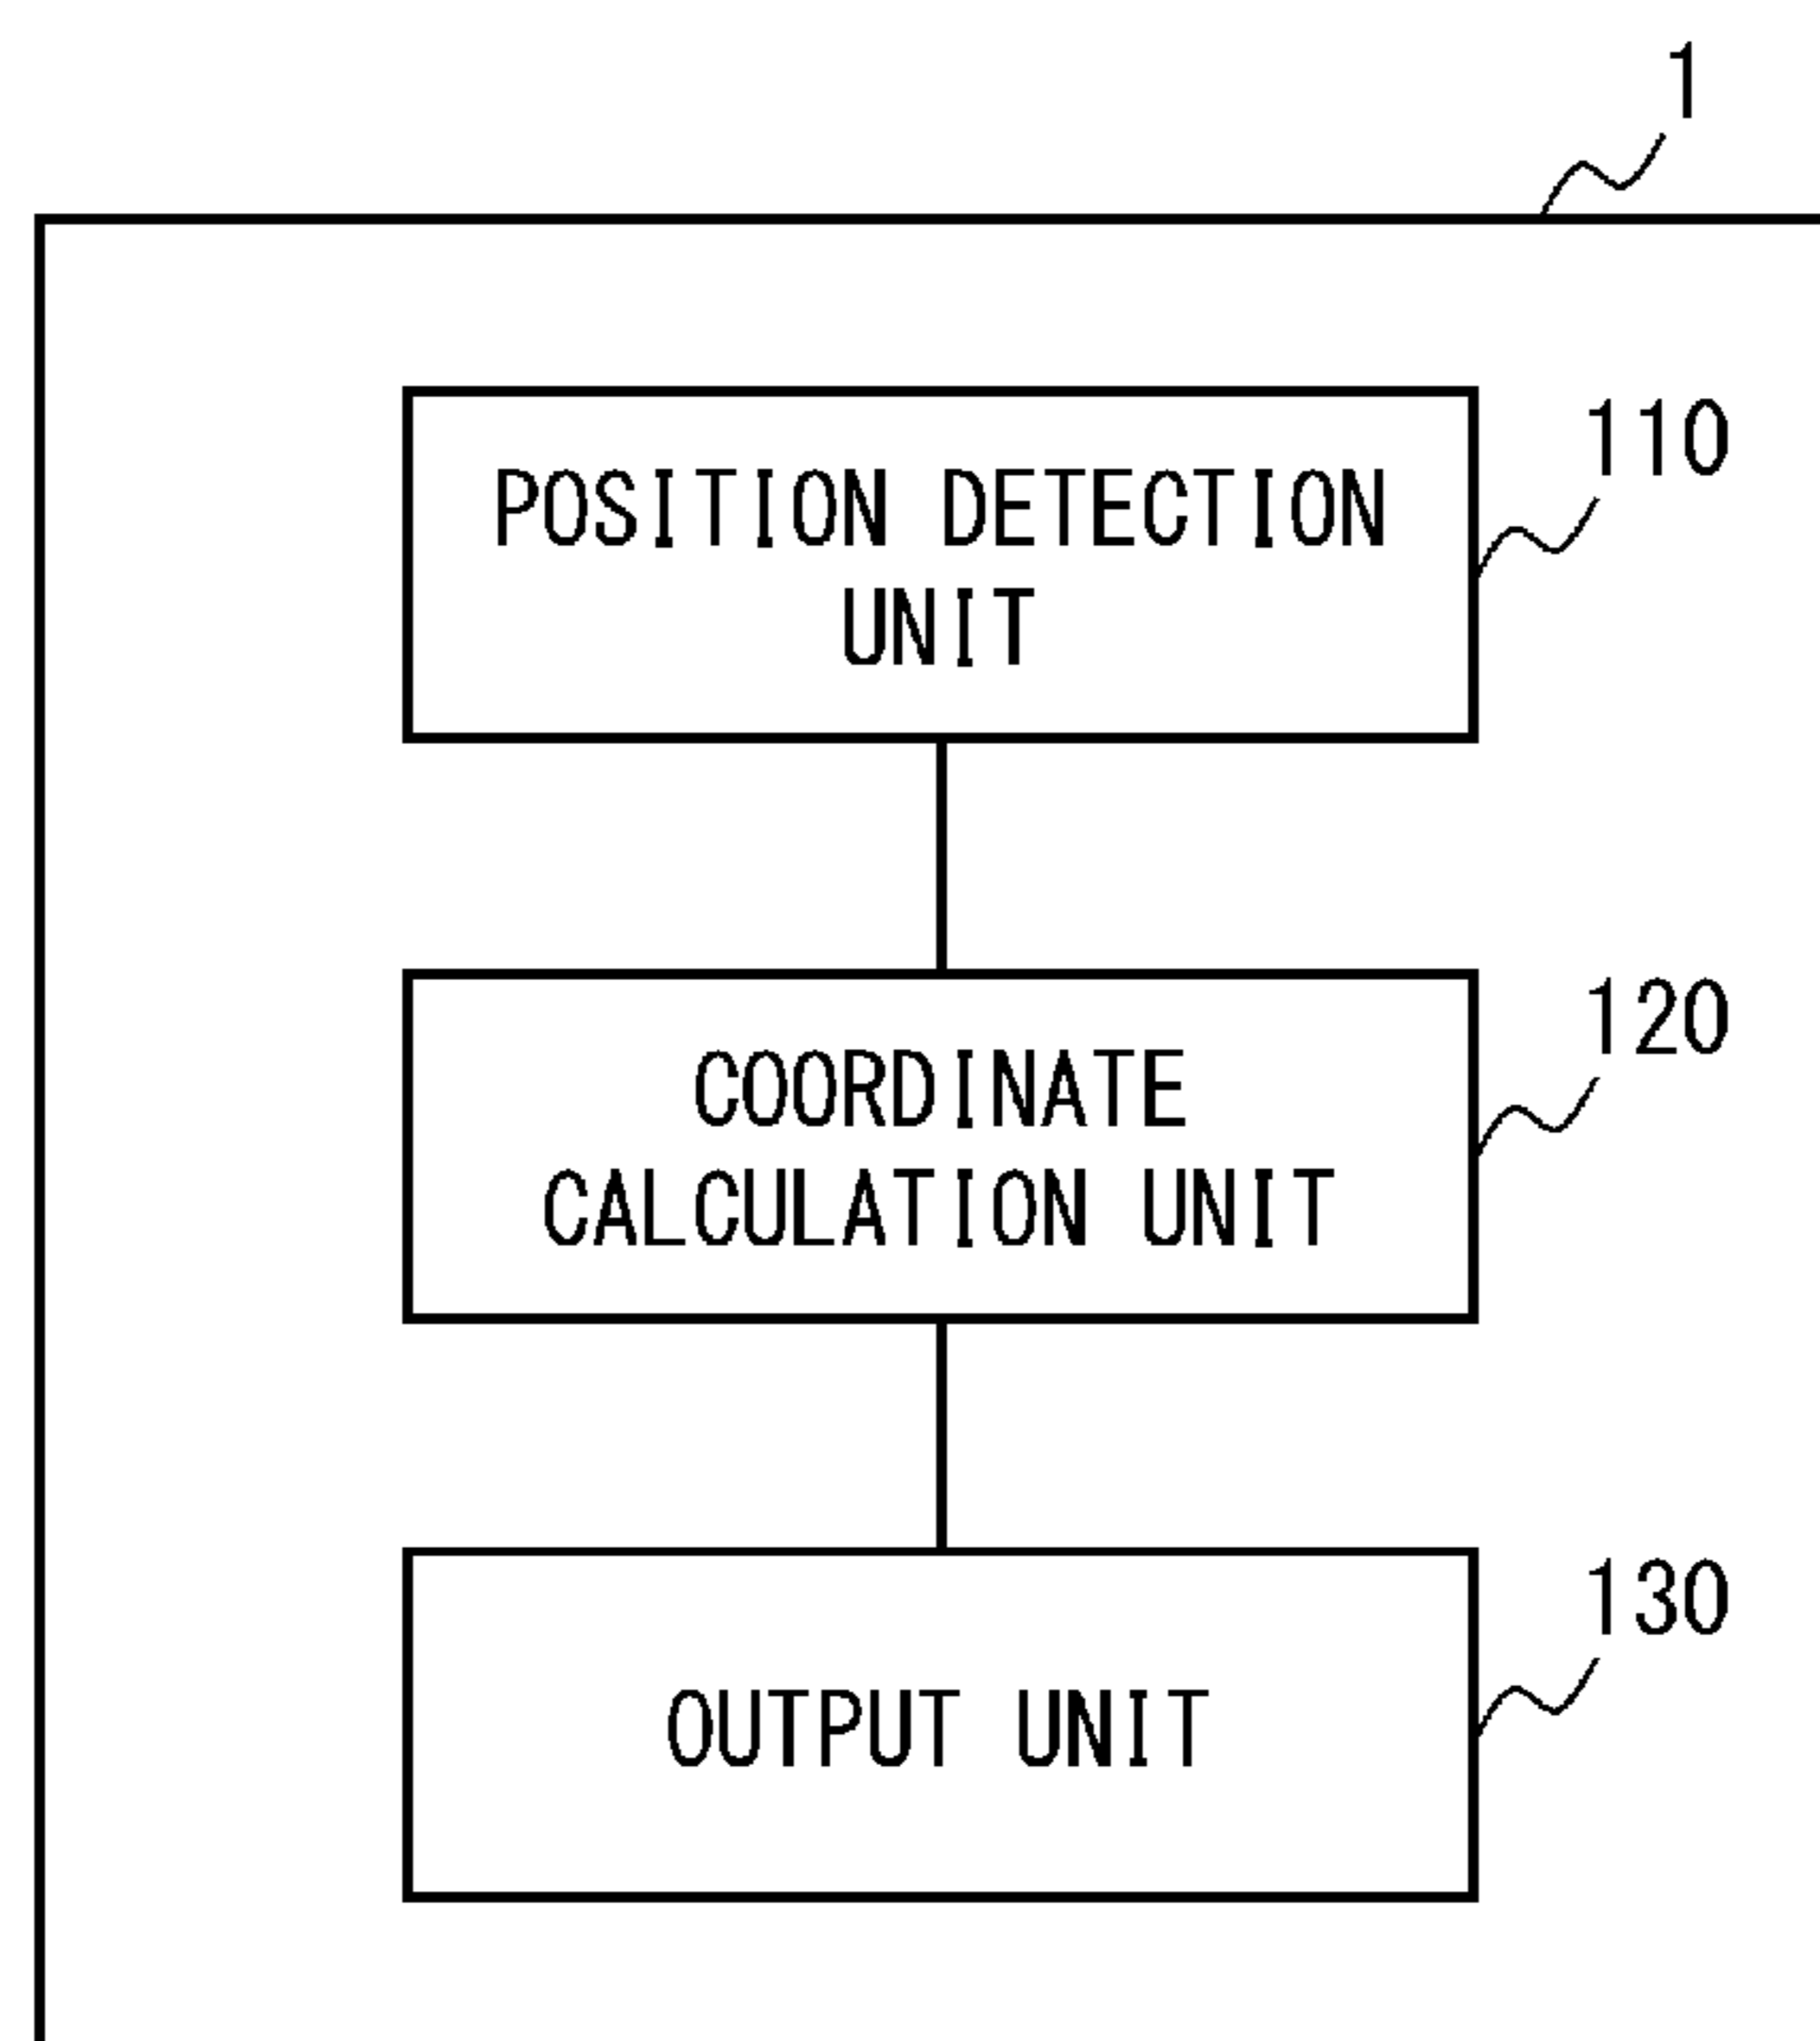 1
110
POSITION DETECTION
UNIT
120
COORDINATE
CALCULATION UNIT
130
OUTPUT UNIT